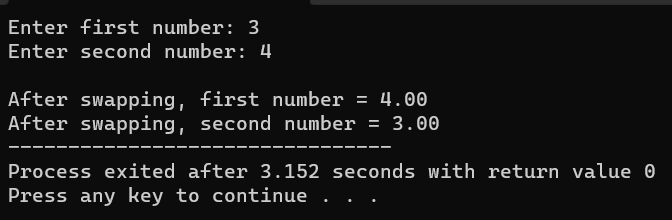 Enter first number: 3
Enter second number: 4
After swapping, first number = 4.00
After swapping, second number = 3.00
--------------------------------
Process exited after 3.152 seconds with return value 0
Press any key to continue . . .